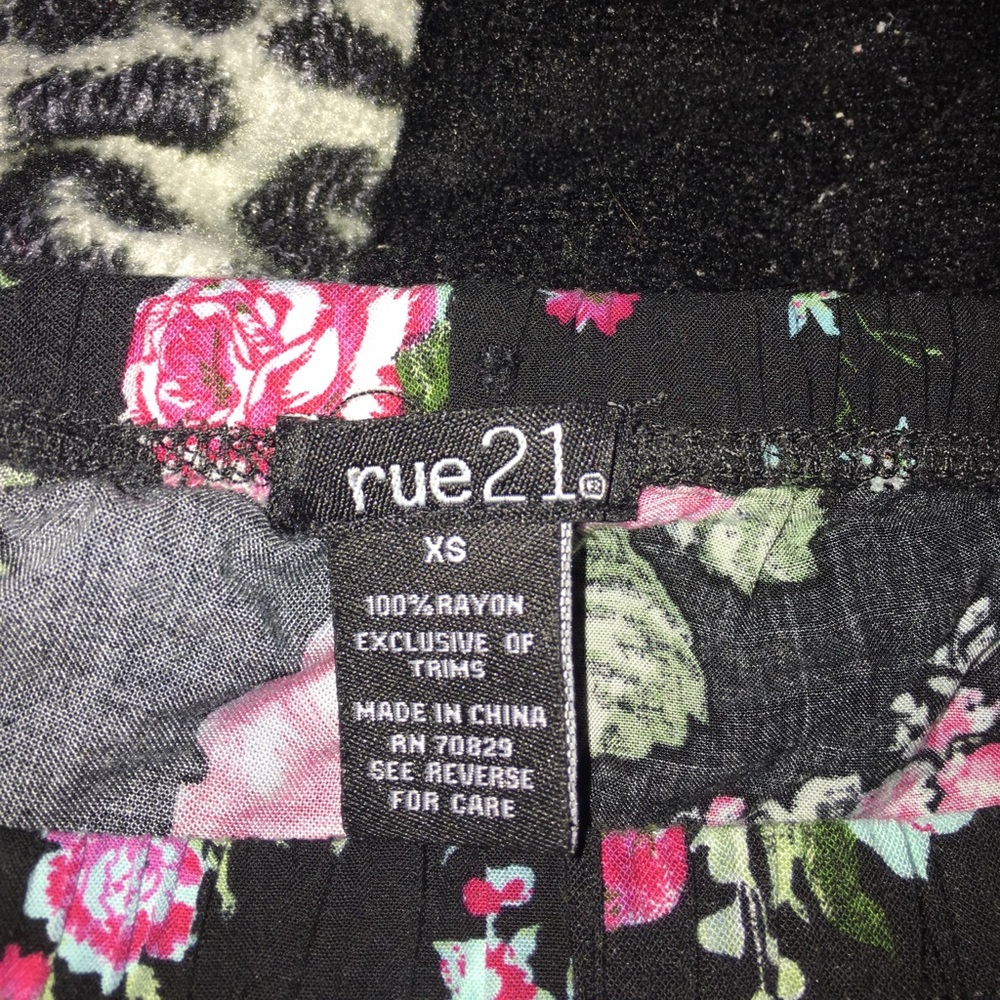 rue21®
XS
100% RAYON
EXCLUSIVE OF
TRIMS
MADE IN CHINA
RN 70829
SEE REVERSE
FOR CARE